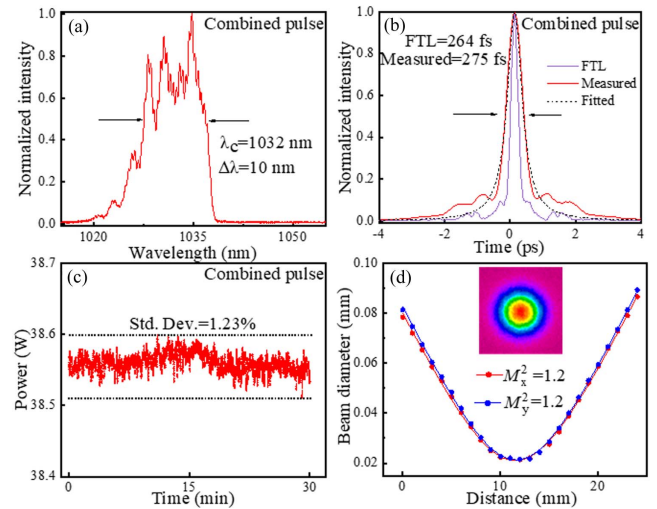 (a)
Combined pulse
λc=1032 nm
Δλ=10 nm
Normalized intensity
1.0
0.8
0.6
0.4
0.2
0.0
1020
1035
1050
Wavelength (nm)
(b)
Combined pulse
FTL=264 fs
Measured=275 fs
FTL
Measured
Fitted
Normalized intensity
1.0
0.8
0.6
0.4
0.2
0.0
-4
-2
0
2
4
Time (ps)
(c)
Combined pulse
Std. Dev.=1.23%
Power (W)
38.7
38.6
38.5
38.4
0
30
Time (min)
(d)
M²x=1.2
M²y=1.2
Beam diameter (mm)
0.08
0.06
0.04
0.02
0
10
20
Distance (mm)